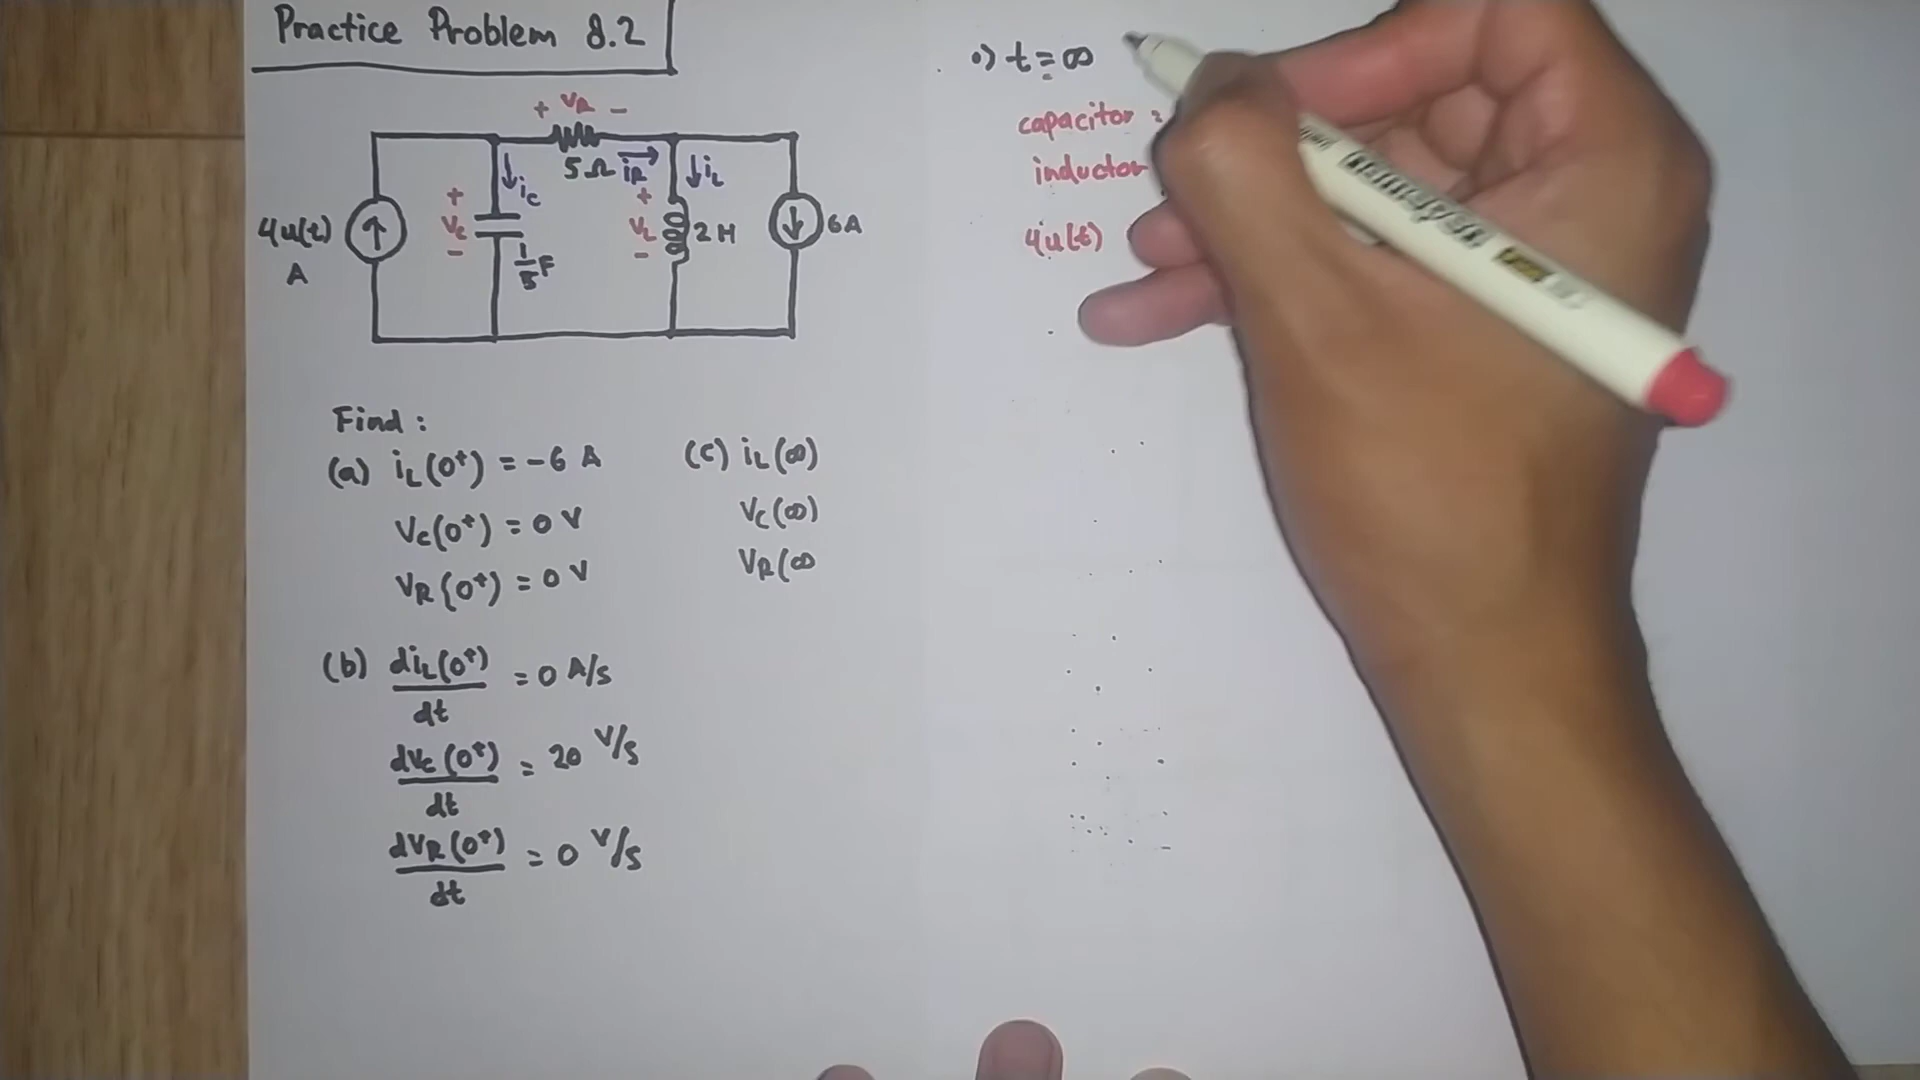 Practice Problem 8.2
+ VR -
5Ω iR
iC
iL
4u(t)
A
+
Vc
-
1/5 F
+
VL
-
2 H
6A
Find :
(a) iL(0⁺) = -6 A
Vc(0⁺) = 0 V
VR(0⁺) = 0 V
(b) diL(0⁺)/dt = 0 A/s
dVc(0⁺)/dt = 20 V/s
dVR(0⁺)/dt = 0 V/s
(c) iL(∞)
Vc(∞)
VR(∞
•) t = ∞
capacitor :
inductor
4u(t)